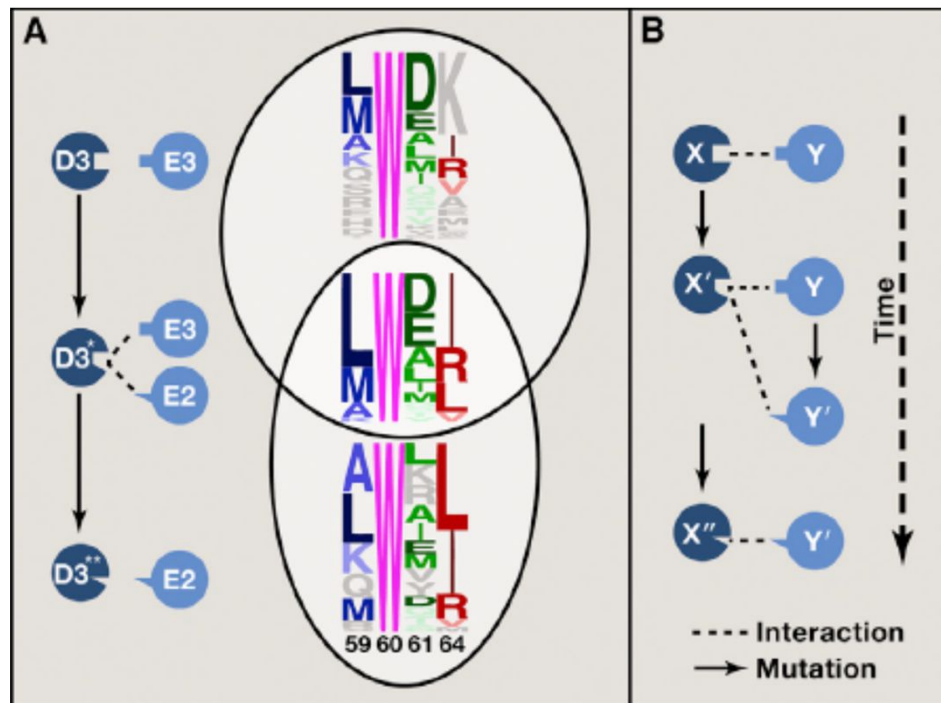 A
D3
E3
D3*
E3
E2
D3**
E2
L
M
A
K
Q
W
D
E
A
L
M
I
K
I
R
V
A
L
M
A
W
D
E
A
L
I
M
I
R
L
V
A
L
K
Q
M
W
L
K
R
A
I
E
M
V
Y
D
L
I
R
V
59 60 61 64
B
X
Y
X′
Y
Y′
X″
Y′
Time
Interaction
Mutation